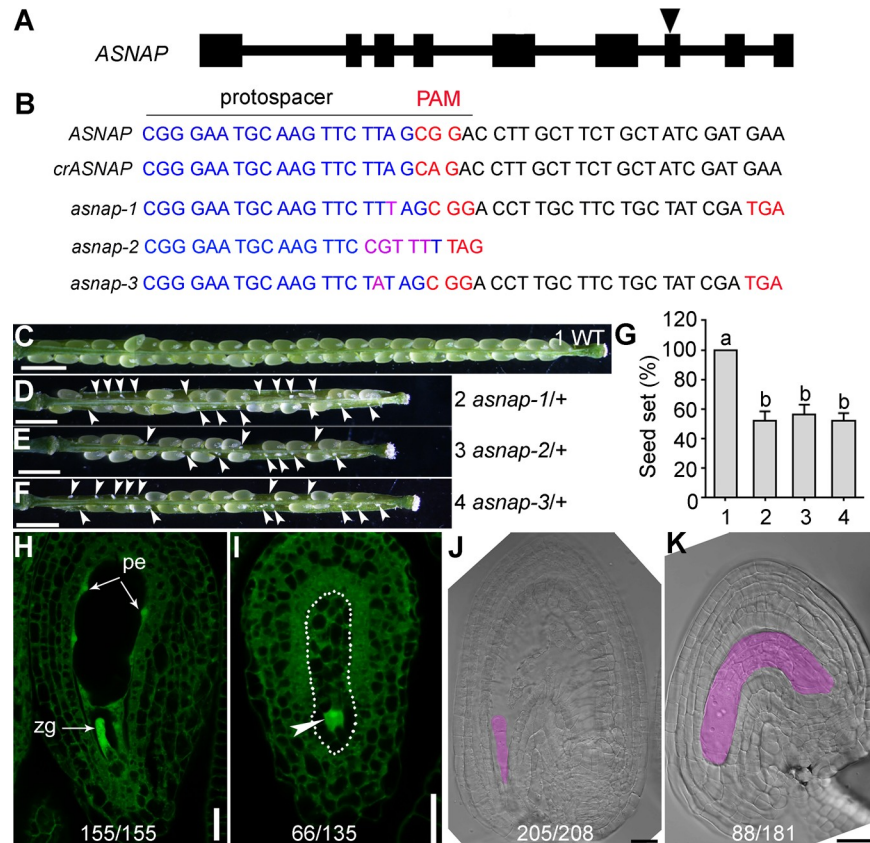 A
ASNAP
B
protospacer PAM
ASNAP CGG GAA TGC AAG TTC TTA GCG GAC CTT GCT TCT GCT ATC GAT GAA
crASNAP CGG GAA TGC AAG TTC TTA GCA GAC CTT GCT TCT GCT ATC GAT GAA
asnap-1 CGG GAA TGC AAG TTC TTT AGC GGA CCT TGC TTC TGC TAT CGA TGA
asnap-2 CGG GAA TGC AAG TTC CGT TTT TAG
asnap-3 CGG GAA TGC AAG TTC TAT AGC GGA CCT TGC TTC TGC TAT CGA TGA
C 1 WT
D 2 asnap-1/+
E 3 asnap-2/+
F 4 asnap-3/+
G
Seed set (%)
120
100
80
60
40
20
0
a b b b
1 2 3 4
H
pe
zg
155/155
I
66/135
J
205/208
K
88/181